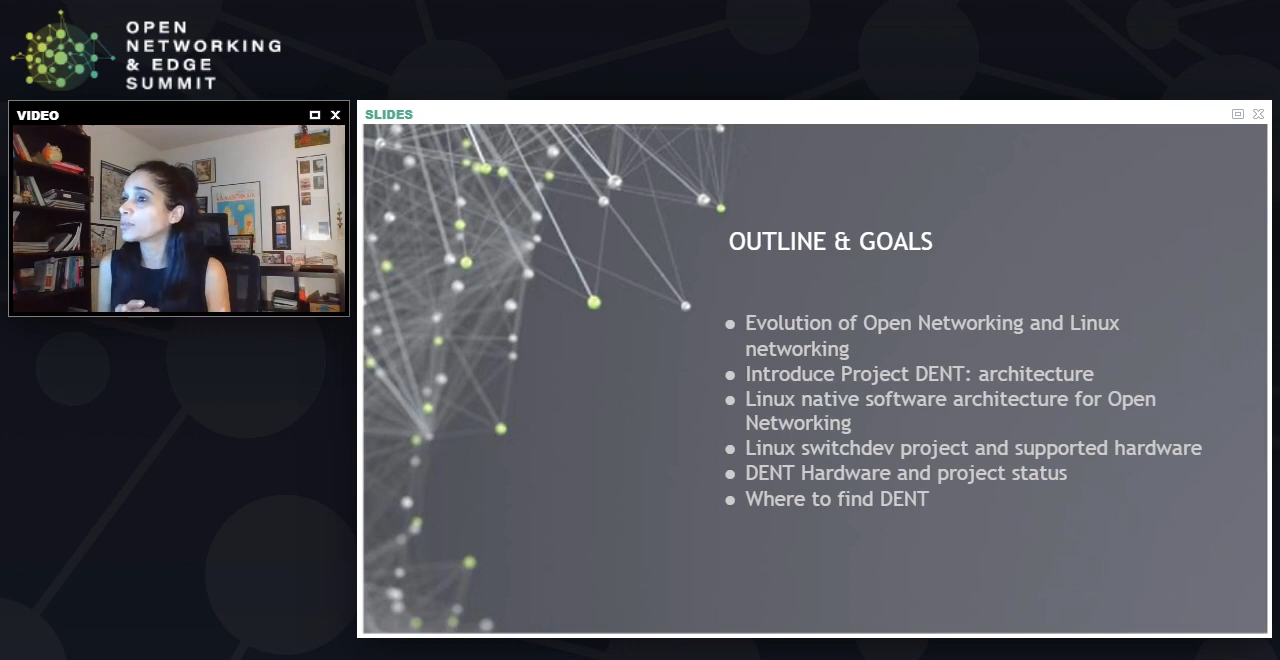 OPEN
NETWORKING
& EDGE
SUMMIT
VIDEO
SLIDES
OUTLINE & GOALS
● Evolution of Open Networking and Linux
networking
● Introduce Project DENT: architecture
● Linux native software architecture for Open
Networking
● Linux switchdev project and supported hardware
● DENT Hardware and project status
● Where to find DENT